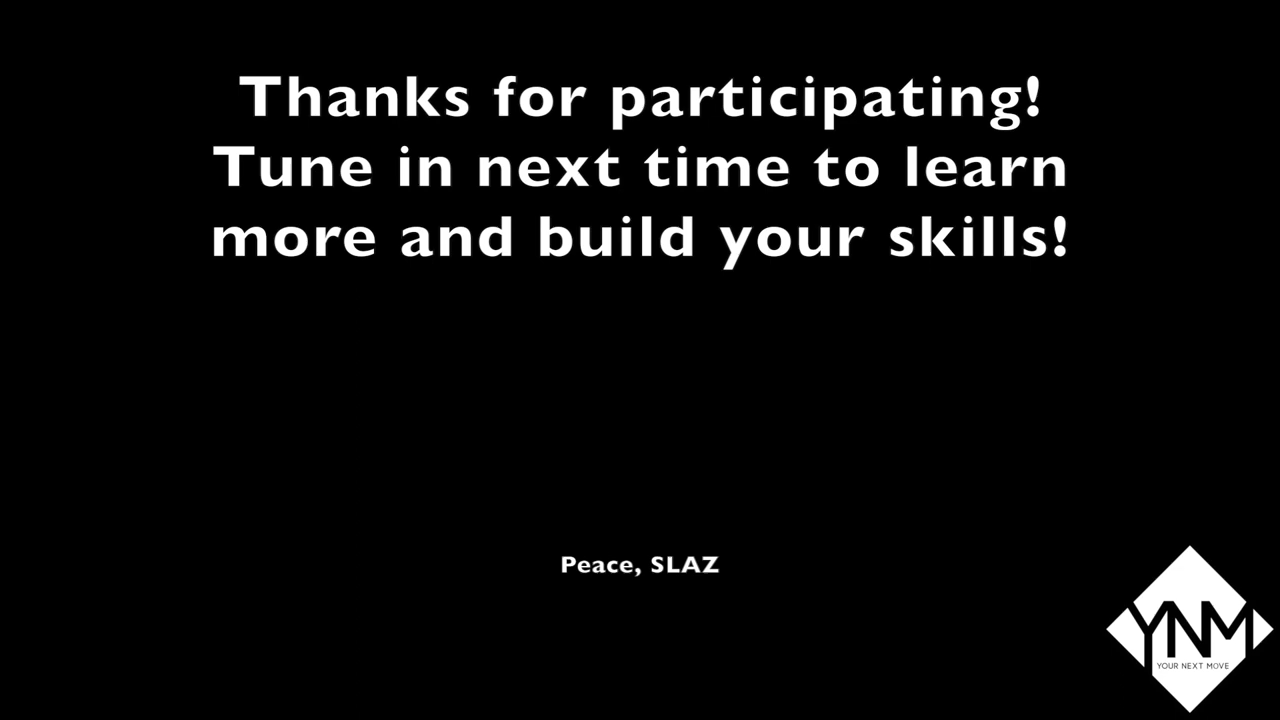 Thanks for participating!
Tune in next time to learn
more and build your skills!
Peace, SLAZ
YNM
YOUR NEXT MOVE